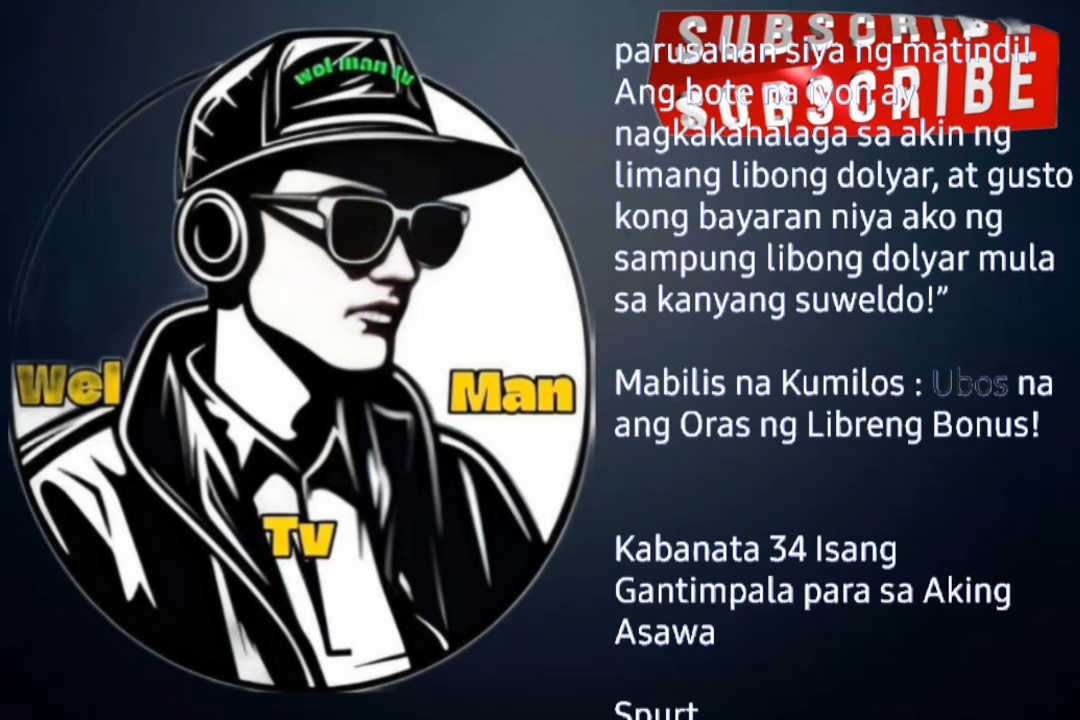 wel man tv
Wel
Man
Tv
SUBSCRIBE
SUBSCRIBE
parusahan siya ng matindi!
Ang bote na iyon ay
nagkakahalaga sa akin ng
limang libong dolyar, at gusto
kong bayaran niya ako ng
sampung libong dolyar mula
sa kanyang suweldo!”
Mabilis na Kumilos : Ubos na
ang Oras ng Libreng Bonus!
Kabanata 34 Isang
Gantimpala para sa Aking
Asawa
Spurt